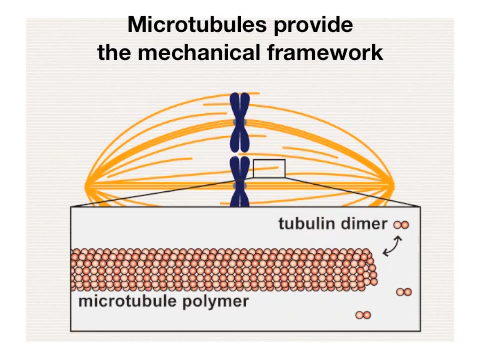 Microtubules provide
the mechanical framework
tubulin dimer
microtubule polymer